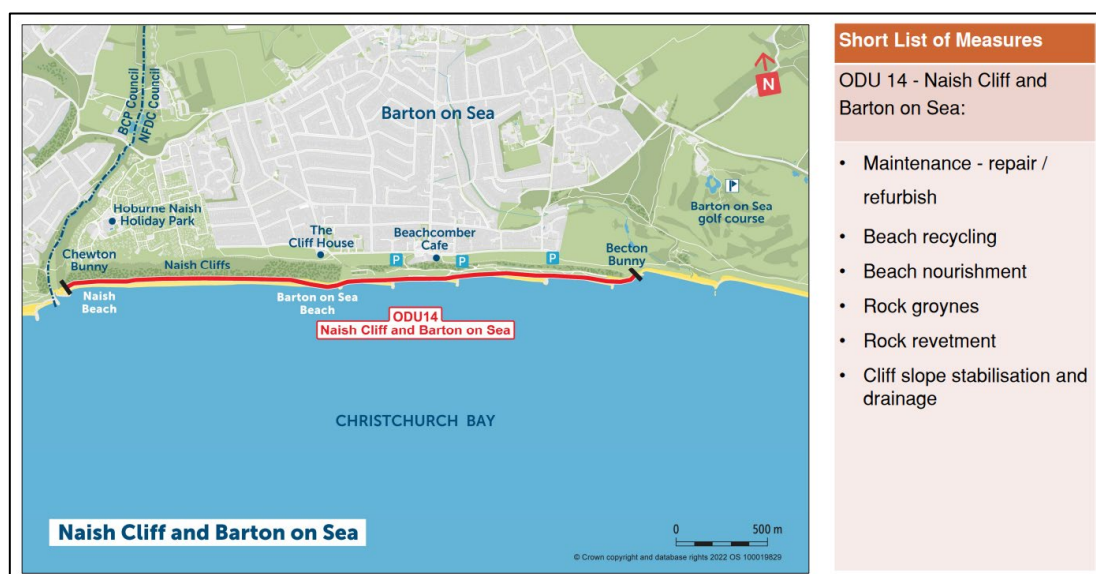 BCP Council
NFDC Council
Barton on Sea
N
Hoburne Naish
Holiday Park
The
Cliff House
Beachcomber
Cafe
Barton on Sea
golf course
Chewton
Bunny
Naish Cliffs
P
P
P
Becton
Bunny
Naish
Beach
Barton on Sea
Beach
ODU14
Naish Cliff and Barton on Sea
CHRISTCHURCH BAY
Naish Cliff and Barton on Sea
0 500 m
© Crown copyright and database rights 2022 OS 100019829
Short List of Measures
ODU 14 - Naish Cliff and
Barton on Sea:
• Maintenance - repair /
refurbish
• Beach recycling
• Beach nourishment
• Rock groynes
• Rock revetment
• Cliff slope stabilisation and
drainage